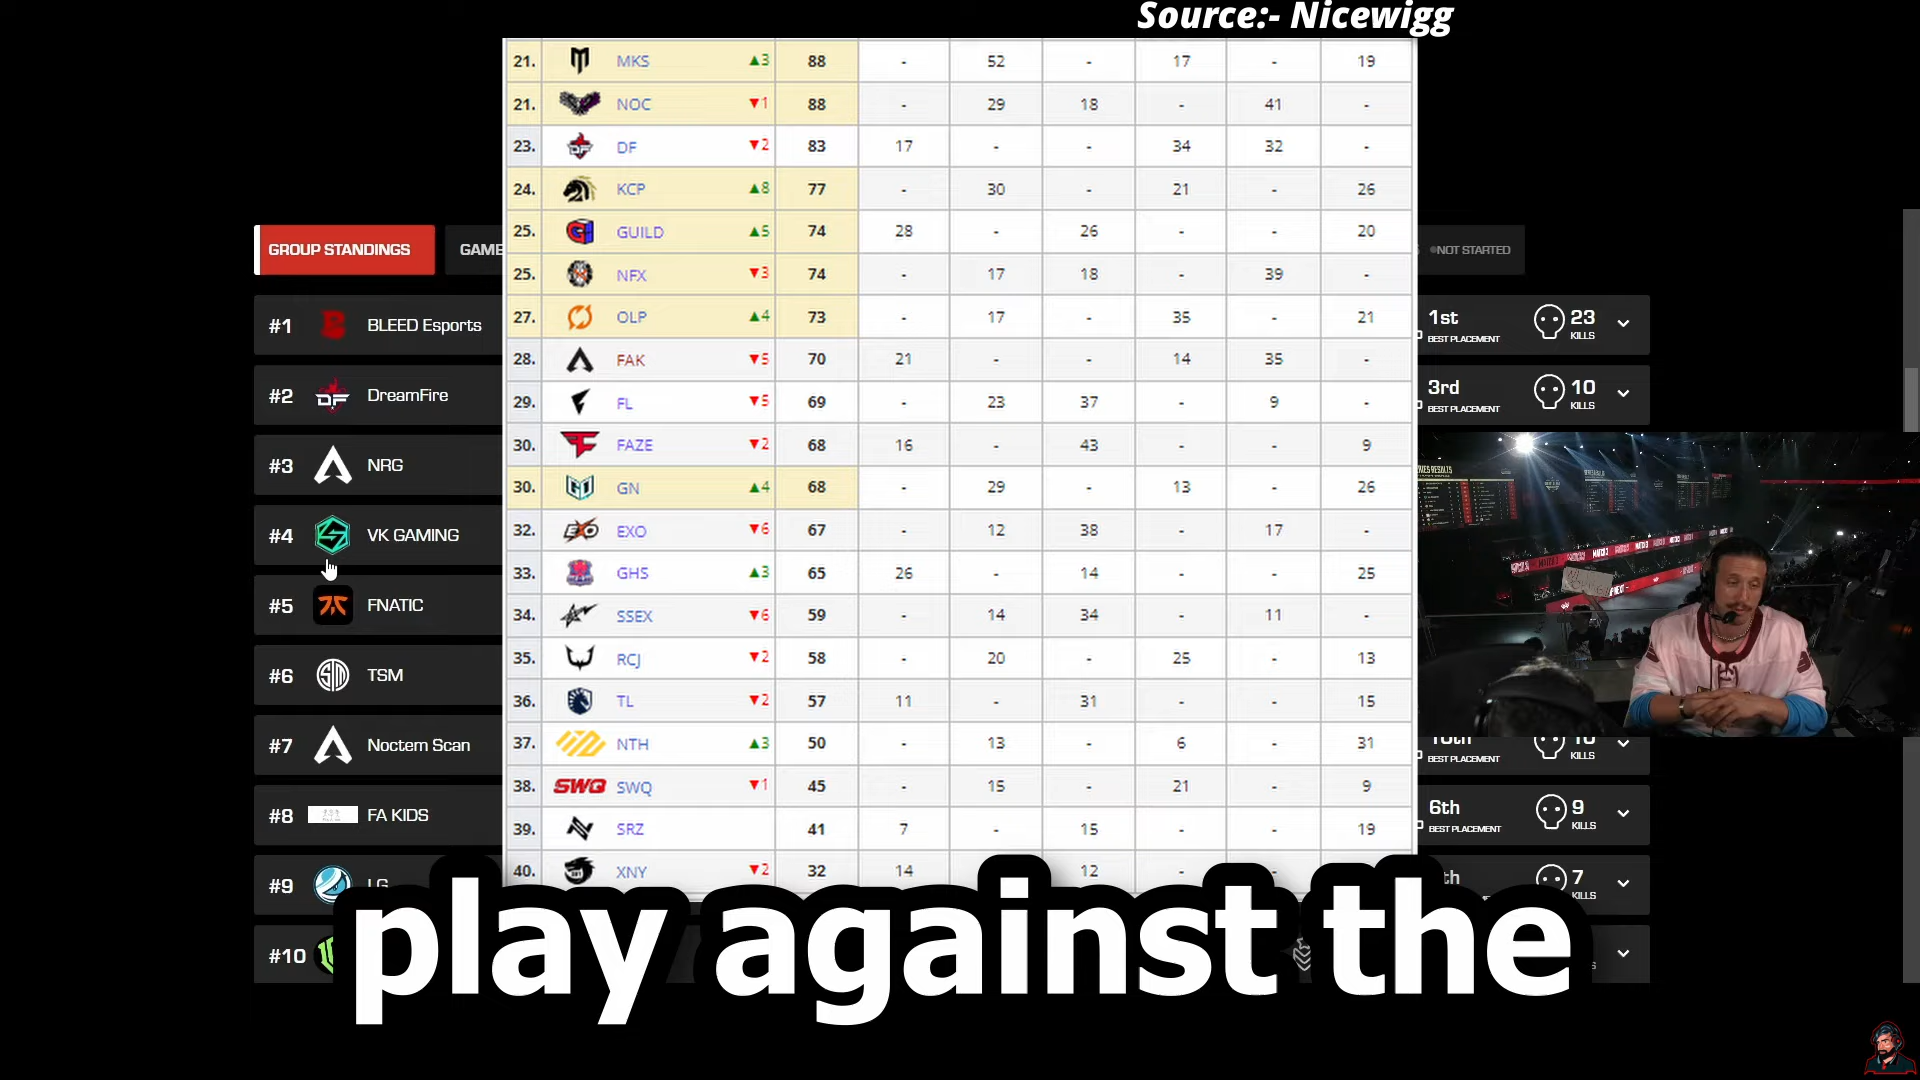 Source:- Nicewigg
21. MKS ▲3 88 - 52 - 17 - 19
21. NOC ▼1 88 - 29 18 - 41 -
23. DF ▼2 83 17 - - 34 32 -
24. KCP ▲8 77 - 30 - 21 - 26
25. GUILD ▲5 74 28 - 26 - - 20
25. NFX ▼3 74 - 17 18 - 39 -
27. OLP ▲4 73 - 17 - 35 - 21
28. FAK ▼5 70 21 - - 14 35 -
29. FL ▼5 69 - 23 37 - 9 -
30. FAZE ▼2 68 16 - 43 - - 9
30. GN ▲4 68 - 29 - 13 - 26
32. EXO ▼6 67 - 12 38 - 17 -
33. GHS ▲3 65 26 - 14 - - 25
34. SSEX ▼6 59 - 14 34 - 11 -
35. RCJ ▼2 58 - 20 - 25 - 13
36. TL ▼2 57 11 - 31 - - 15
37. NTH ▲3 50 - 13 - 6 - 31
38. SWQ SWQ ▼1 45 - 15 - 21 - 9
39. SRZ 41 7 - 15 - - 19
40. XNY ▼2 32 14 12 -
GROUP STANDINGS
GAME
NOT STARTED
#1 BLEED Esports
#2 DF DreamFire
#3 NRG
#4 VK GAMING
#5 FNATIC
#6 TSM TSM
#7 Noctem Scan
#8 FA KIDS
#9 LG
#10
1st 23
BEST PLACEMENT KILLS
3rd 10
BEST PLACEMENT KILLS
10th 10
BEST PLACEMENT KILLS
6th 9
BEST PLACEMENT KILLS
th 7
BEST PLACEMENT KILLS
play against the